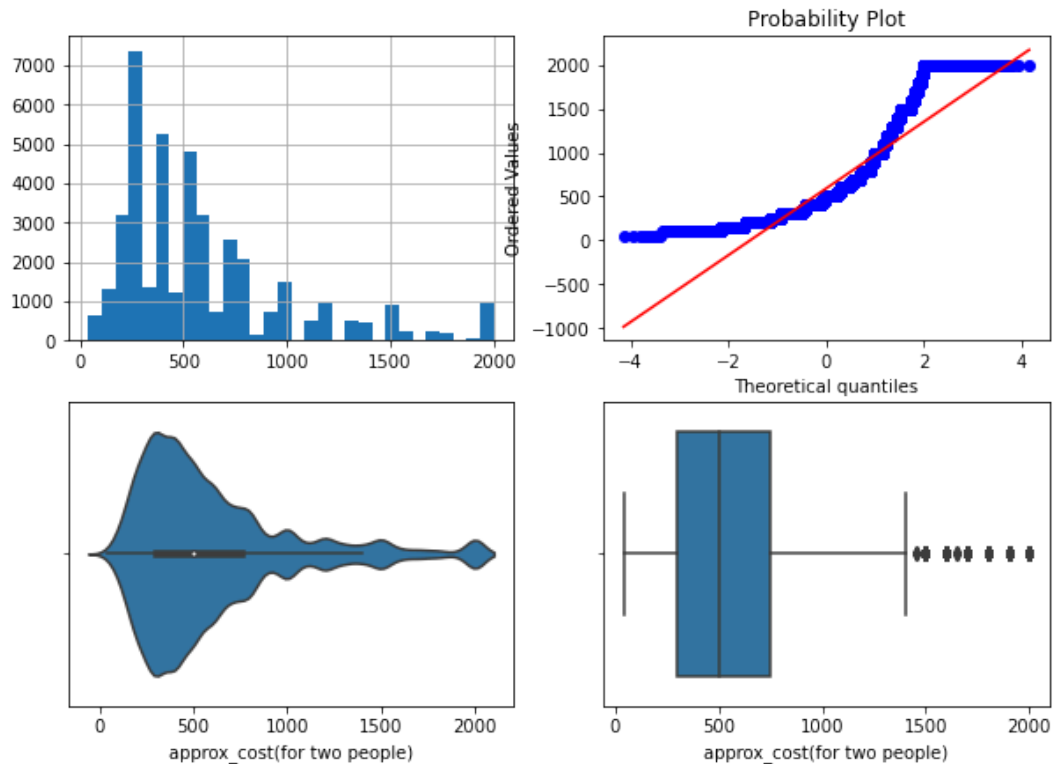 Probability Plot
7000
6000
5000
4000
3000
2000
1000
0
0 500 1000 1500 2000
Ordered Values
2000
1500
1000
500
0
−500
−1000
−4 −2 0 2 4
Theoretical quantiles
0 500 1000 1500 2000
approx_cost(for two people)
0 500 1000 1500 2000
approx_cost(for two people)